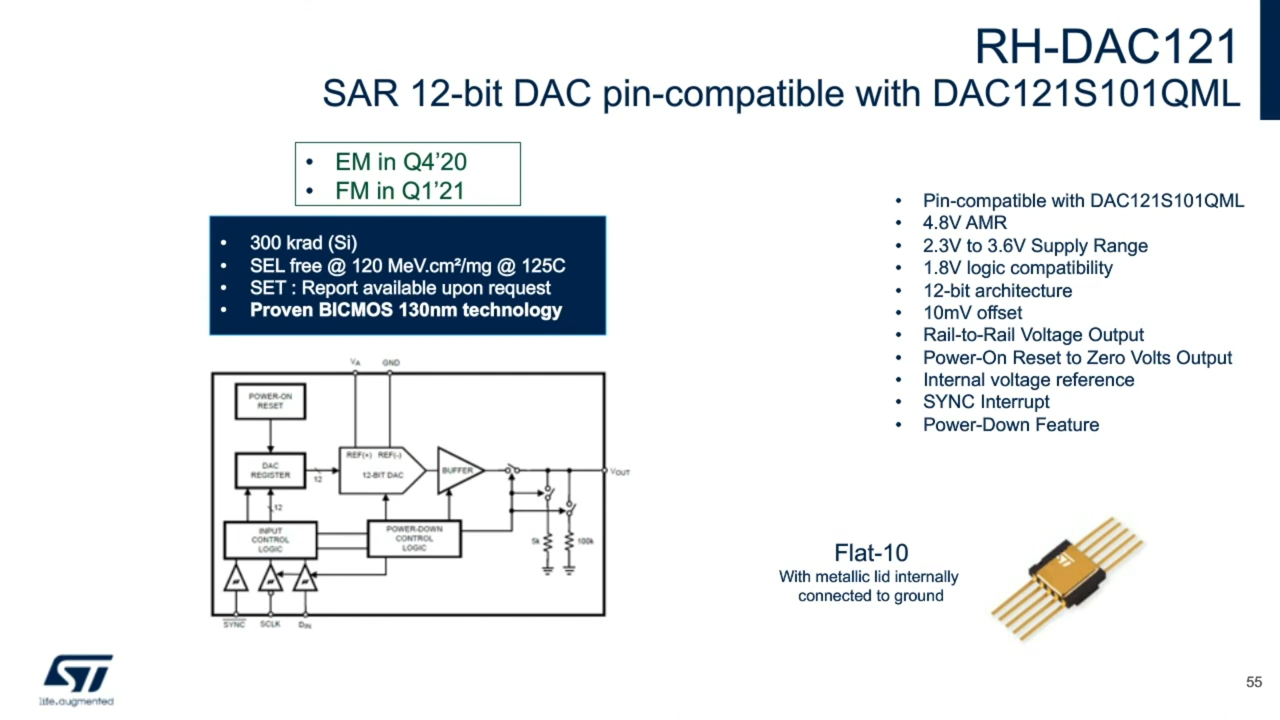 RH-DAC121
SAR 12-bit DAC pin-compatible with DAC121S101QML
• EM in Q4’20
• FM in Q1’21
• 300 krad (Si)
• SEL free @ 120 MeV.cm²/mg @ 125C
• SET : Report available upon request
• Proven BICMOS 130nm technology
• Pin-compatible with DAC121S101QML
• 4.8V AMR
• 2.3V to 3.6V Supply Range
• 1.8V logic compatibility
• 12-bit architecture
• 10mV offset
• Rail-to-Rail Voltage Output
• Power-On Reset to Zero Volts Output
• Internal voltage reference
• SYNC Interrupt
• Power-Down Feature
VA GND
POWER-ON
RESET
REF(+) REF(-)
DAC
REGISTER
12
12-BIT DAC
BUFFER
VOUT
12
INPUT
CONTROL
LOGIC
POWER-DOWN
CONTROL
LOGIC
5k 100k
SYNC SCLK DIN
Flat-10
With metallic lid internally
connected to ground
ST
ST
life.augmented
55